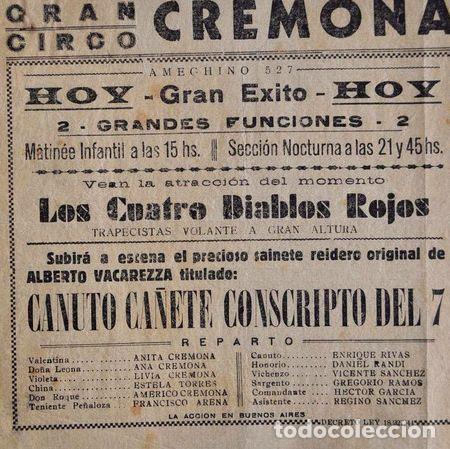 GRAN
CIRCO
CREMONA
AMECHINO 527
HOY - Gran Exito - HOY
2 - GRANDES FUNCIONES - 2
Matinée Infantil a las 15 hs. || Sección Nocturna a las 21 y 45 hs.
Vean la atracción del momento
Los Cuatro Diablos Rojos
TRAPECISTAS VOLANTE A GRAN ALTURA
Subirá a escena el precioso sainete reidero original de
ALBERTO VACAREZZA titulado:
CANUTO CAÑETE CONSCRIPTO DEL 7
REPARTO
Valentina ........ ANITA CREMONA
Doña Leona ..... ANA CREMONA
Violeta .......... LIVIA CREMONA
China ............ ESTELA TORRES
Don Roque ..... AMERICO CREMONA
Teniente Peñaloza FRANCISCO ARENA
Canuto .......... ENRIQUE RIVAS
Honorio ......... DANIEL RANDI
Vichenzo ....... VICENTE SANCHEZ
Sargento ....... GREGORIO RAMOS
Comandante .... HECTOR GARCIA
Asistente ....... REGINO SANCHEZ
LA ACCION EN BUENOS AIRES
DECRETO LEY
todocoleccion.net